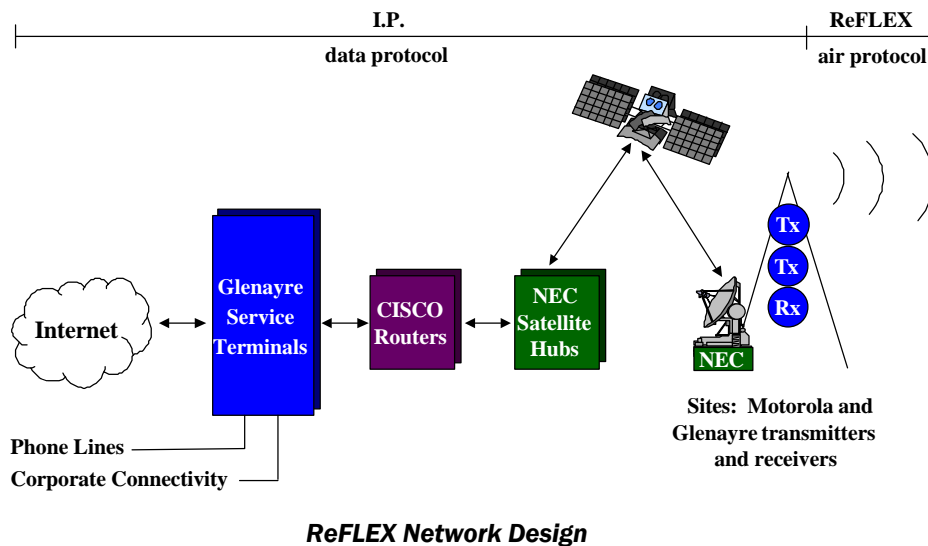 I.P.
ReFLEX
data protocol
air protocol
Internet
Glenayre
Service
Terminals
CISCO
Routers
NEC
Satellite
Hubs
NEC
Tx
Tx
Rx
Phone Lines
Corporate Connectivity
Sites: Motorola and
Glenayre transmitters
and receivers
ReFLEX Network Design